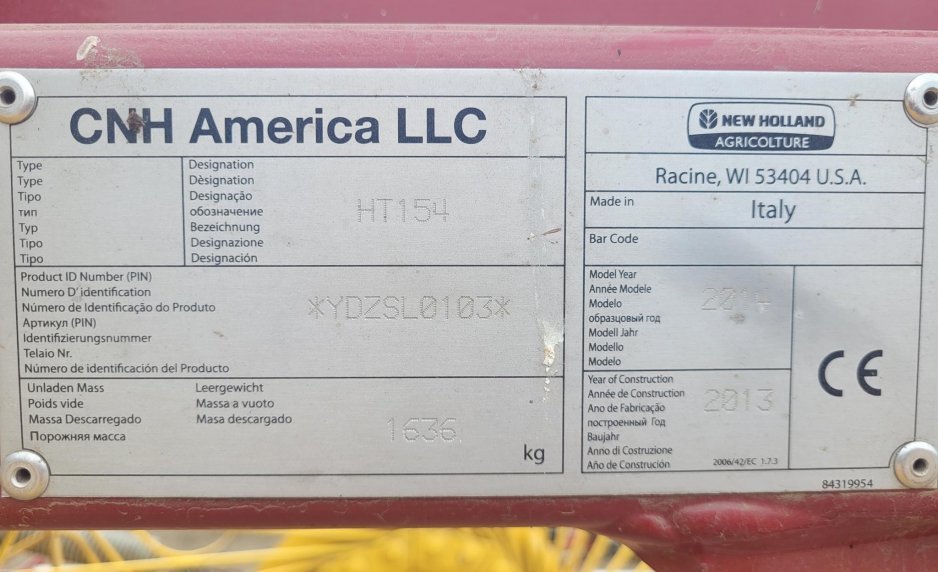 CNH America LLC
Type
Type
Tipo
тип
Typ
Tipo
Tipo
Designation
Dèsignation
Designação
обозначение
Bezeichnung
Designazione
Designación
HT154
Product ID Number (PIN)
Numero D'identification
Número de Identificação do Produto
Артикул (PIN)
Identifizierungsnummer
Telaio Nr.
Número de identificación del Producto
*YDZSL0103*
Unladen Mass
Poids vide
Massa Descarregado
Порожняя масса
Leergewicht
Massa a vuoto
Masa descargado
1636
kg
NEW HOLLAND
AGRICOLTURE
Racine, WI 53404 U.S.A.
Made in
Italy
Bar Code
Model Year
Année Modele
Modelo
образцовый год
Modell Jahr
Modello
Modelo
2014
Year of Construction
Année de Construction
Ano de Fabricação
построенный Год
Baujahr
Anno di Costruzione
Año de Construción
2013
2006/42/EC 1.7.3
CE
84319954